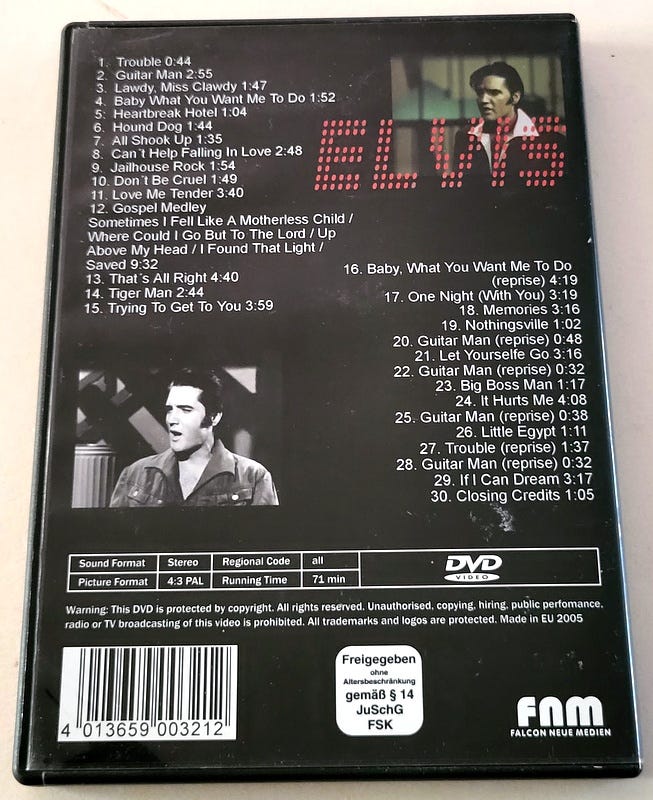 1. Trouble 0:44
2. Guitar Man 2:55
3. Lawdy, Miss Clawdy 1:47
4. Baby What You Want Me To Do 1:52
5: Heartbreak Hotel 1:04
6. Hound Dog 1:44
7. All Shook Up 1:35
8. Can´t Help Falling In Love 2:48
9. Jailhouse Rock 1:54
10. Don´t Be Cruel 1:49
11. Love Me Tender 3:40
12. Gospel Medley
Sometimes I Fell Like A Motherless Child /
Where Could I Go But To The Lord / Up
Above My Head / I Found That Light /
Saved 9:32
13. That´s All Right 4:40
14. Tiger Man 2:44
15. Trying To Get To You 3:59
ELVIS
16. Baby, What You Want Me To Do
(reprise) 4:19
17. One Night (With You) 3:19
18. Memories 3:16
19. Nothingsville 1:02
20. Guitar Man (reprise) 0:48
21. Let Yourselfe Go 3:16
22. Guitar Man (reprise) 0:32
23. Big Boss Man 1:17
24. It Hurts Me 4:08
25. Guitar Man (reprise) 0:38
26. Little Egypt 1:11
27. Trouble (reprise) 1:37
28. Guitar Man (reprise) 0:32
29. If I Can Dream 3:17
30. Closing Credits 1:05
Sound Format Stereo Regional Code all
Picture Format 4:3 PAL Running Time 71 min
DVD
VIDEO
Warning: This DVD is protected by copyright. All rights reserved. Unauthorised, copying, hiring, public perfomance,
radio or TV broadcasting of this video is prohibited. All trademarks and logos are protected. Made in EU 2005
4 013659 003212
Freigegeben
ohne
Altersbeschränkung
gemäß § 14
JuSchG
FSK
fnm
FALCON NEUE MEDIEN